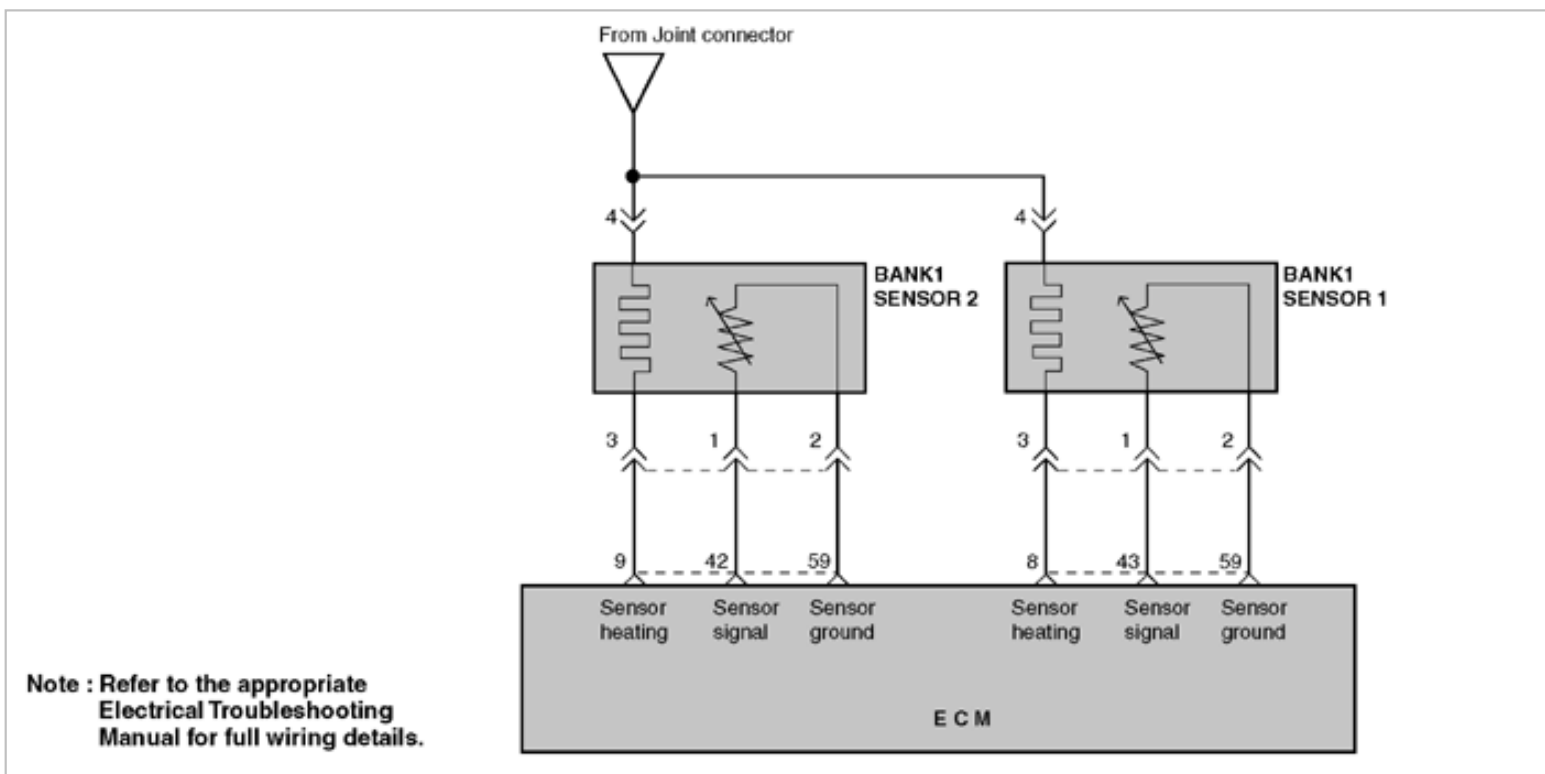 From Joint connector
4
4
BANK1
SENSOR 2
BANK1
SENSOR 1
3
1
2
3
1
2
9
42
59
8
43
59
Sensor
heating
Sensor
signal
Sensor
ground
Sensor
heating
Sensor
signal
Sensor
ground
E C M
Note : Refer to the appropriate
Electrical Troubleshooting
Manual for full wiring details.